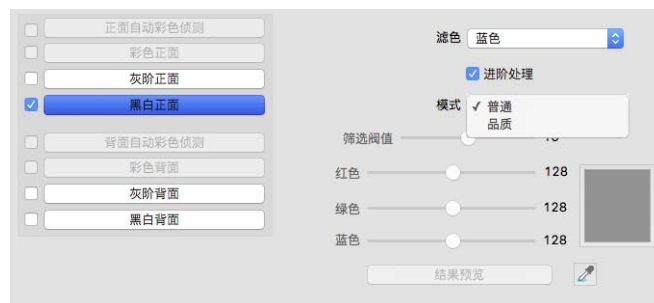 正面自动彩色侦测
彩色正面
灰阶正面
黑白正面
背面自动彩色侦测
彩色背面
灰阶背面
黑白背面
滤色 蓝色
进阶处理
模式 ✓ 普通
品质
筛选阀值
红色 128
绿色 128
蓝色 128
结果预览